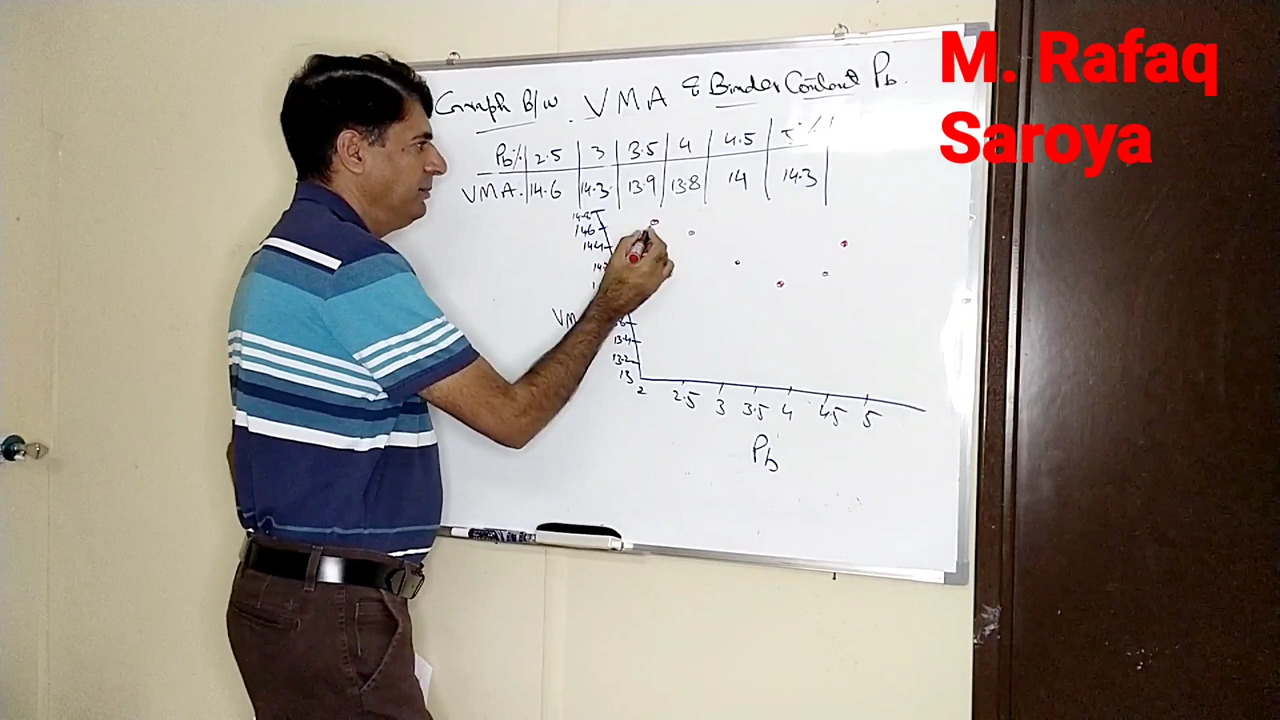 M. Rafaq
Saroya
Graph B/w. VMA & Binder Content Pb.
Pb% 2.5 3 3.5 4 4.5 5%
VMA 14.6 14.3 13.9 13.8 14 14.3
14.8
14.6
14.4
VM
13.4
13.2
13
2 2.5 3 3.5 4 4.5 5
Pb